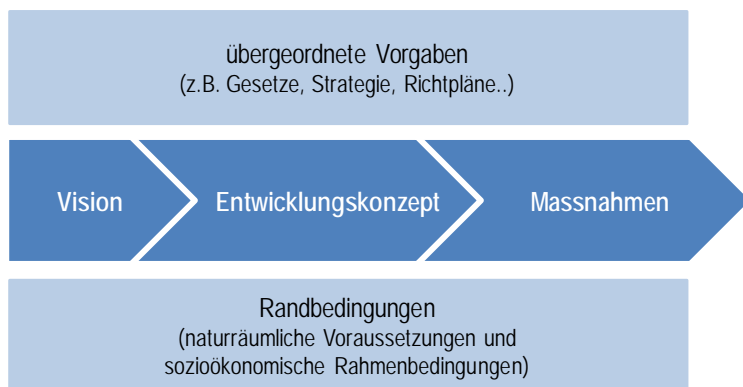 übergeordnete Vorgaben
(z.B. Gesetze, Strategie, Richtpläne..)
Vision
Entwicklungskonzept
Massnahmen
Randbedingungen
(naturräumliche Voraussetzungen und
sozioökonomische Rahmenbedingungen)